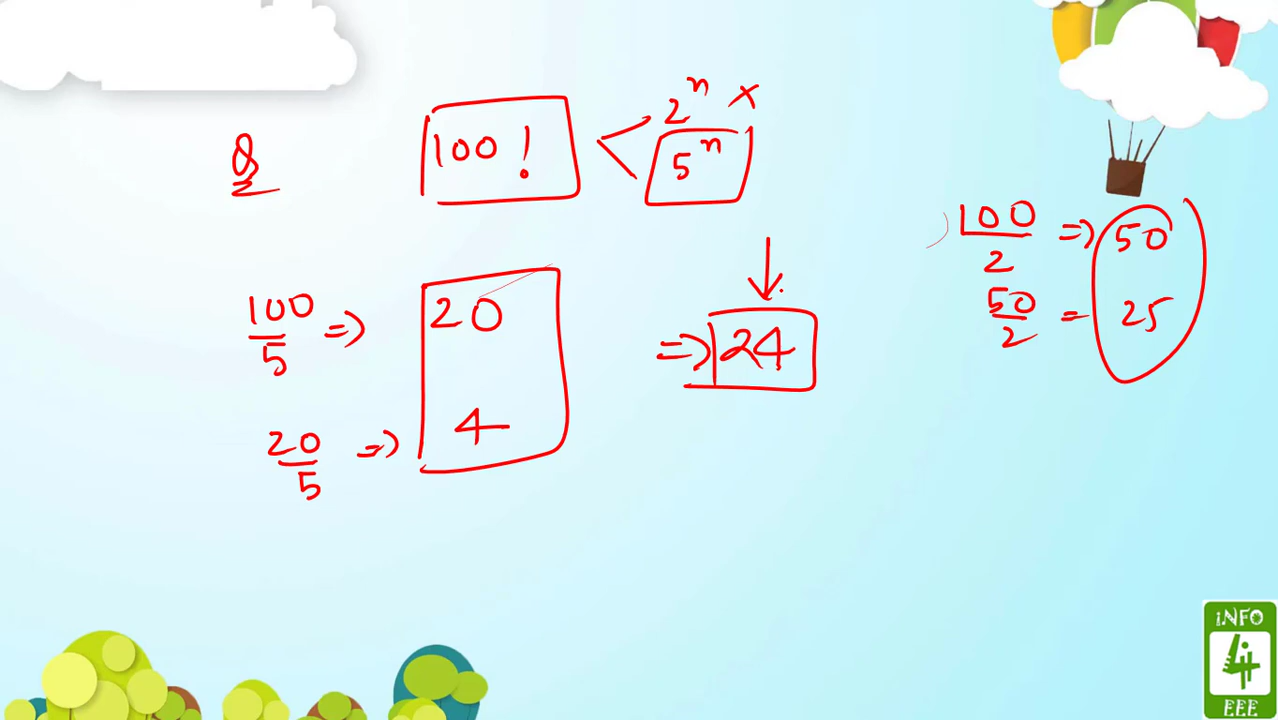 Q
100! < 2^n ×
5^n
100/5 => 20
20/5 => 4
=> 24
100/2 => 50
50/2 = 25
iNFO
4
EEE